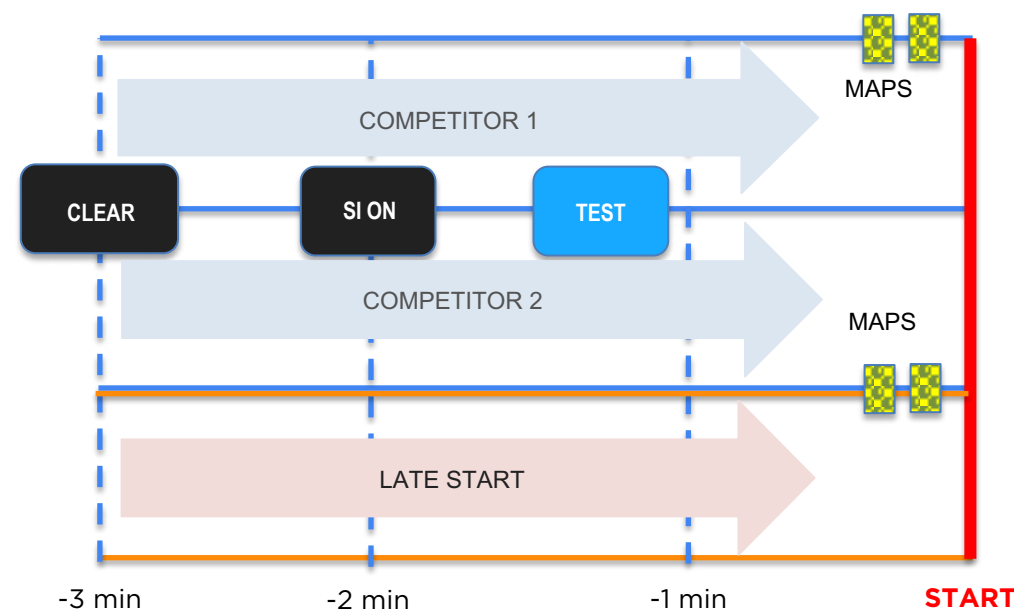 MAPS
COMPETITOR 1
CLEAR
SI ON
TEST
COMPETITOR 2
MAPS
LATE START
-3 min
-2 min
-1 min
START